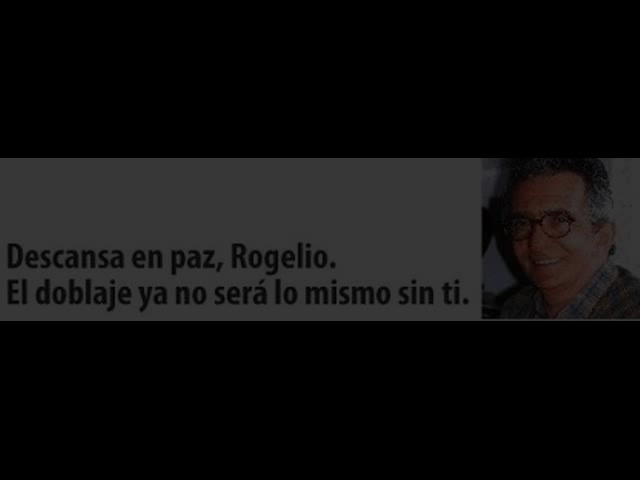 Descansa en paz, Rogelio.
El doblaje ya no será lo mismo sin ti.